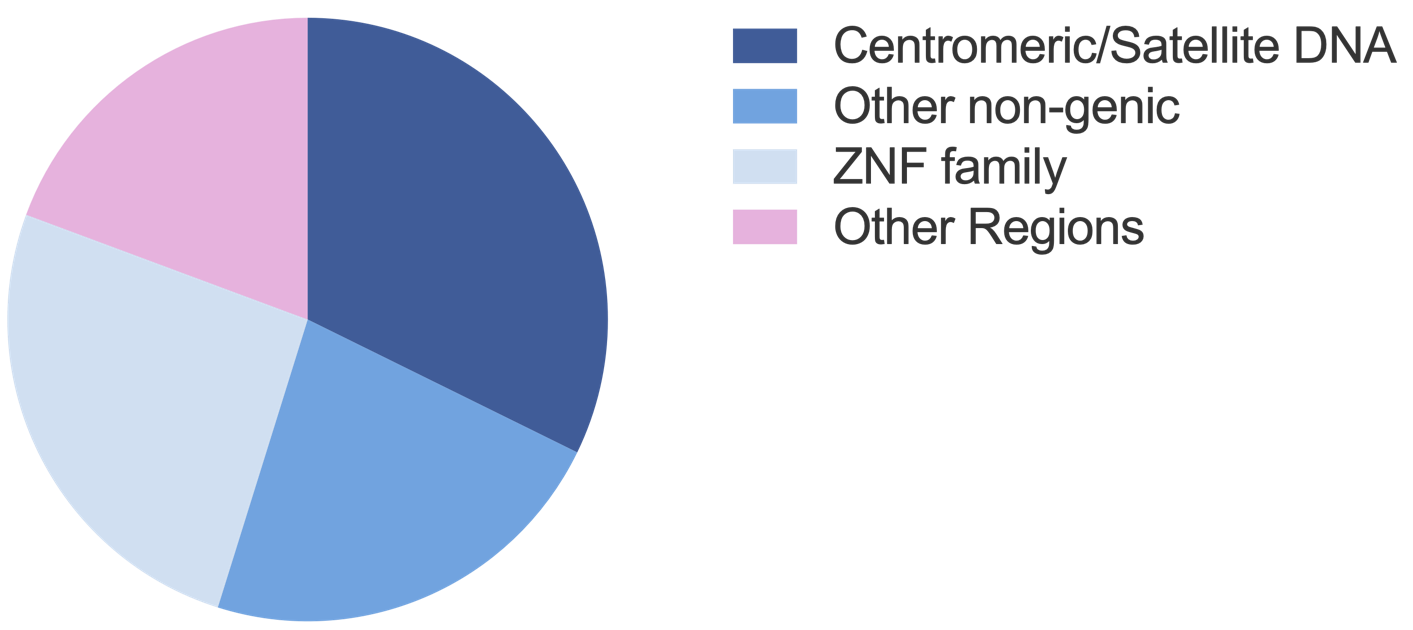 Centromeric/Satellite DNA
Other non-genic
ZNF family
Other Regions